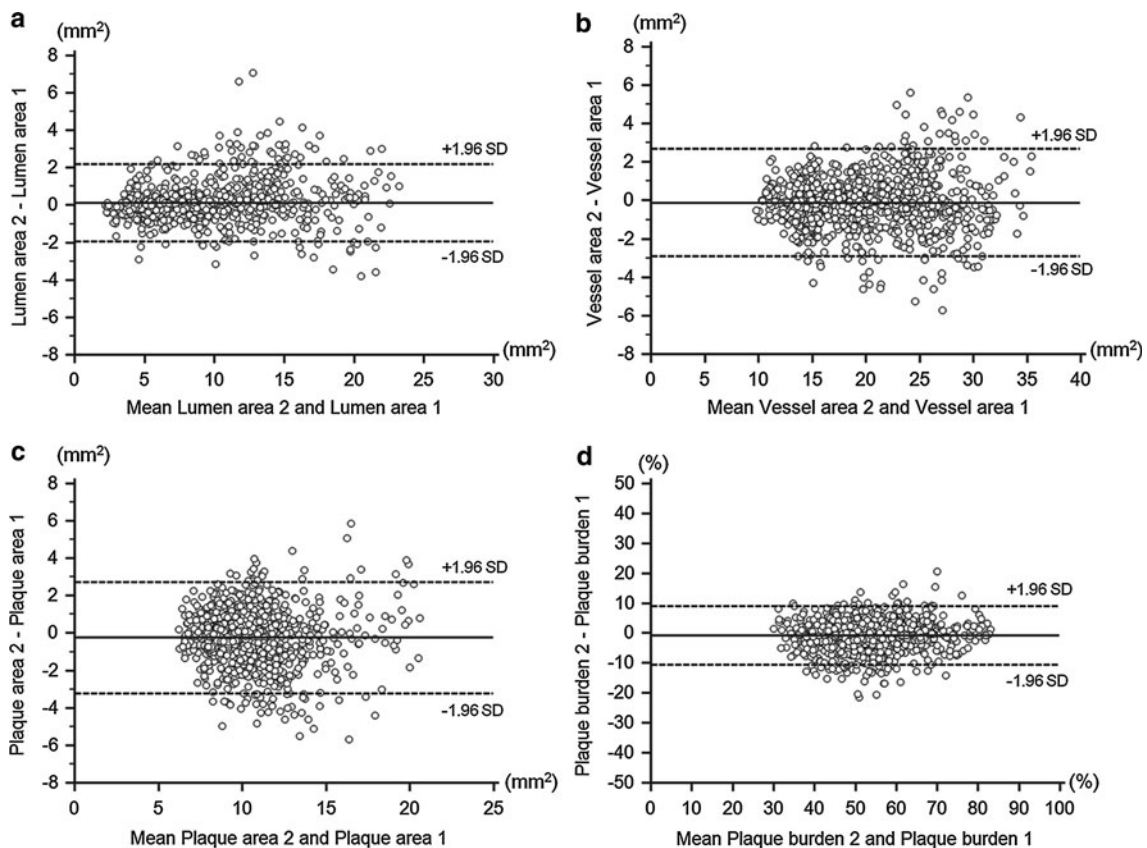 a
(mm²)
Lumen area 2 - Lumen area 1
8
6
4
2
0
-2
-4
-6
-8
+1.96 SD
-1.96 SD
(mm²)
0 5 10 15 20 25 30
Mean Lumen area 2 and Lumen area 1
b
(mm²)
Vessel area 2 - Vessel area 1
8
6
4
2
0
-2
-4
-6
-8
+1.96 SD
-1.96 SD
0 5 10 15 20 25 30 35 40
(mm²)
Mean Vessel area 2 and Vessel area 1
c
(mm²)
Plaque area 2 - Plaque area 1
8
6
4
2
0
-2
-4
-6
-8
+1.96 SD
-1.96 SD
(mm²)
0 5 10 15 20 25
Mean Plaque area 2 and Plaque area 1
d
(%)
Plaque burden 2 - Plaque burden 1
50
40
30
20
10
0
-10
-20
-30
-40
-50
+1.96 SD
-1.96 SD
(%)
0 10 20 30 40 50 60 70 80 90 100
Mean Plaque burden 2 and Plaque burden 1